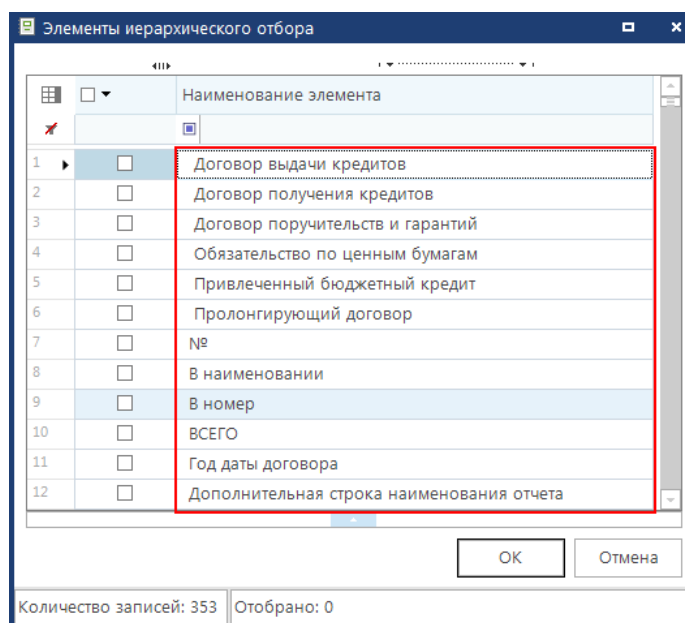 Элементы иерархического отбора
Наименование элемента
1 Договор выдачи кредитов
2 Договор получения кредитов
3 Договор поручительств и гарантий
4 Обязательство по ценным бумагам
5 Привлеченный бюджетный кредит
6 Пролонгирующий договор
7 №
8 В наименовании
9 В номер
10 ВСЕГО
11 Год даты договора
12 Дополнительная строка наименования отчета
ОК Отмена
Количество записей: 353 Отобрано: 0